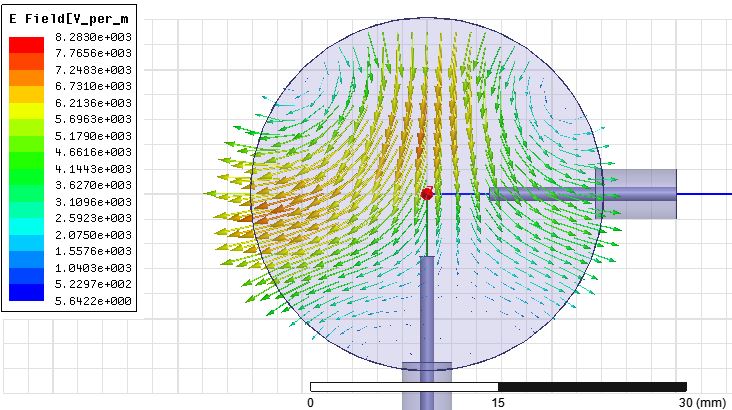 E Field[V_per_m
8.2830e+003
7.7656e+003
7.2483e+003
6.7310e+003
6.2136e+003
5.6963e+003
5.1790e+003
4.6616e+003
4.1443e+003
3.6270e+003
3.1096e+003
2.5923e+003
2.0750e+003
1.5576e+003
1.0403e+003
5.2297e+002
5.6422e+000
0 15 30 (mm)